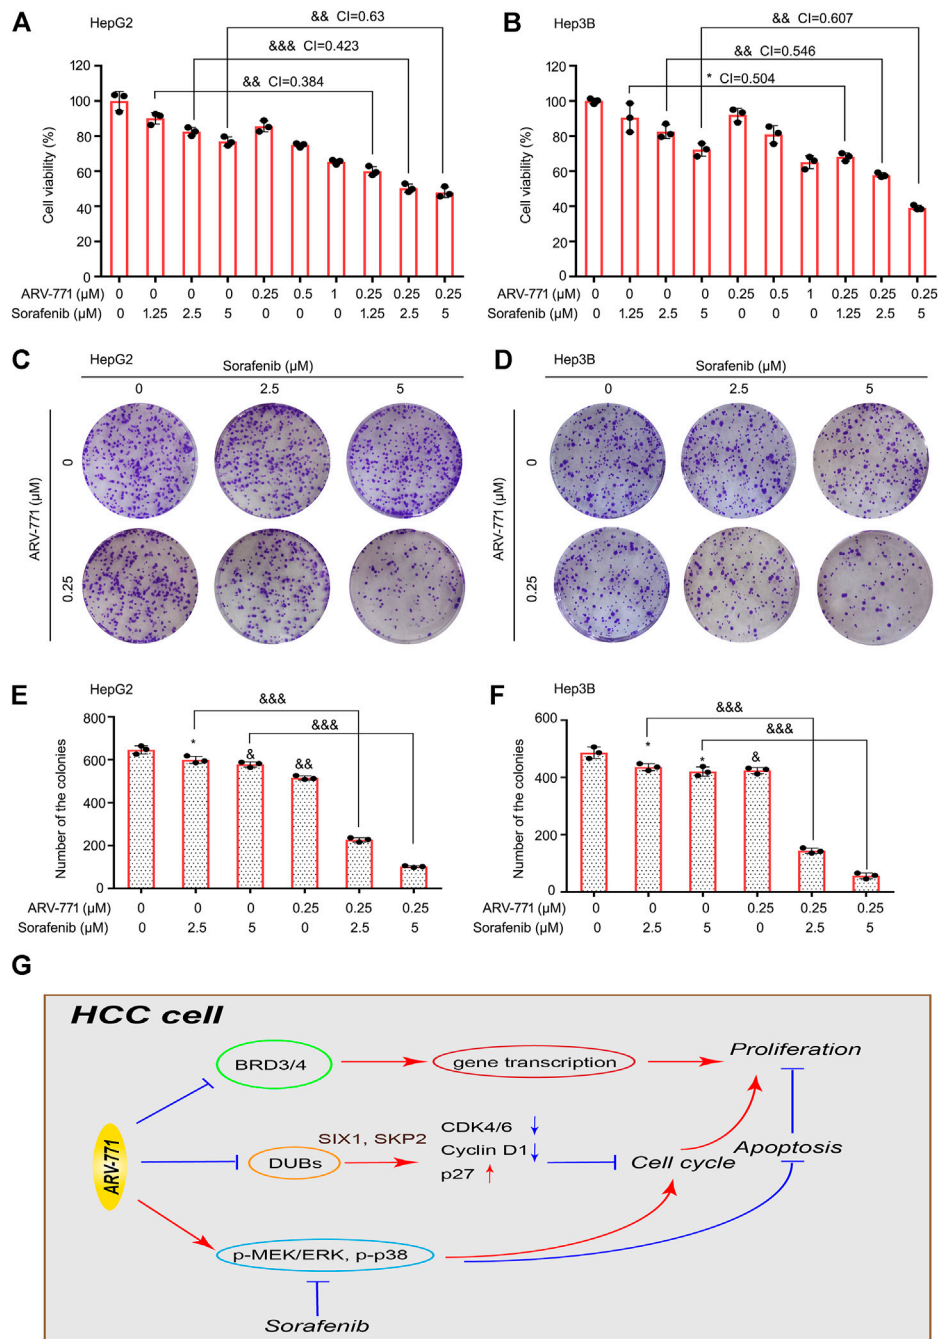 A
HepG2
&& CI=0.63
&&& CI=0.423
&& CI=0.384
Cell viability (%)
120
100
80
60
40
20
0
ARV-771 (µM) 0 0 0 0 0.25 0.5 1 0.25 0.25 0.25
Sorafenib (µM) 0 1.25 2.5 5 0 0 0 1.25 2.5 5
B
Hep3B
&& CI=0.607
&& CI=0.546
* CI=0.504
Cell viability (%)
120
100
80
60
40
20
0
ARV-771 (µM) 0 0 0 0 0.25 0.5 1 0.25 0.25 0.25
Sorafenib (µM) 0 1.25 2.5 5 0 0 0 1.25 2.5 5
C
HepG2
Sorafenib (µM)
0 2.5 5
ARV-771 (µM)
0
0.25
D
Hep3B
Sorafenib (µM)
0 2.5 5
ARV-771 (µM)
0
0.25
E
HepG2
&&&
&&&
* & &&
Number of the colonies
800
600
400
200
0
ARV-771 (µM) 0 0 0 0.25 0.25 0.25
Sorafenib (µM) 0 2.5 5 0 2.5 5
F
Hep3B
&&&
&&&
* * &
Number of the colonies
600
400
200
0
ARV-771 (µM) 0 0 0 0.25 0.25 0.25
Sorafenib (µM) 0 2.5 5 0 2.5 5
G
HCC cell
BRD3/4
gene transcription
Proliferation
ARV-771
DUBs
SIX1, SKP2
CDK4/6
Cyclin D1
p27
Cell cycle
Apoptosis
p-MEK/ERK, p-p38
Sorafenib